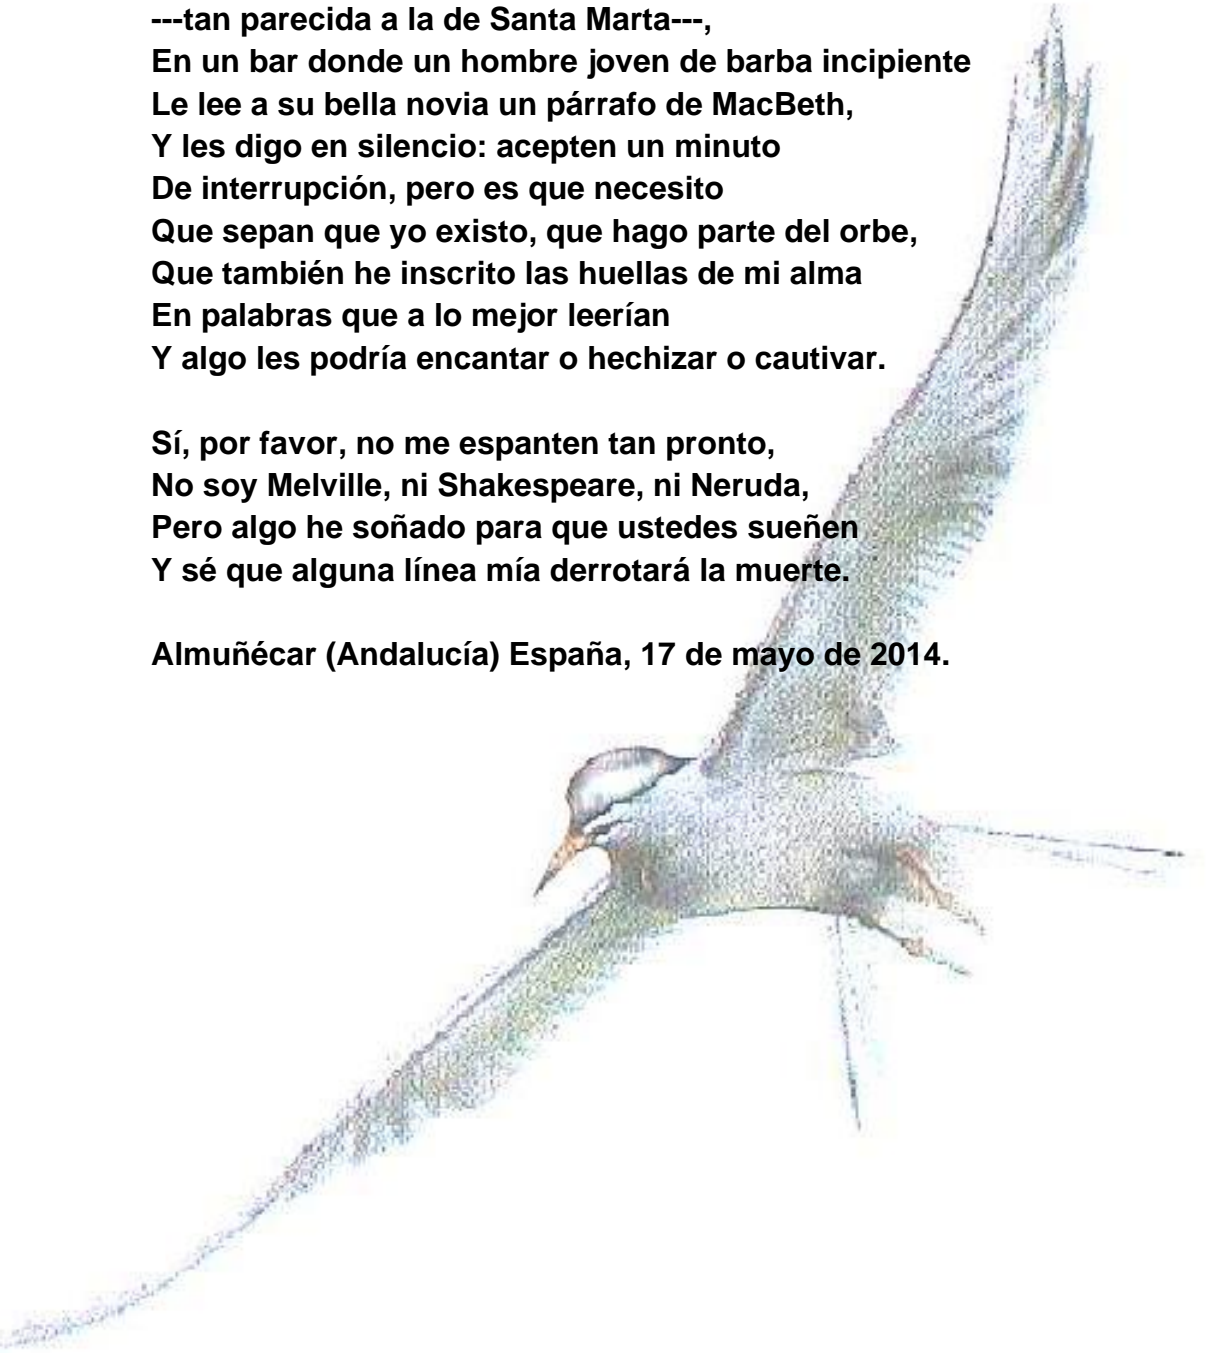 ---tan parecida a la de Santa Marta---,
En un bar donde un hombre joven de barba incipiente
Le lee a su bella novia un párrafo de MacBeth,
Y les digo en silencio: acepten un minuto
De interrupción, pero es que necesito
Que sepan que yo existo, que hago parte del orbe,
Que también he inscrito las huellas de mi alma
En palabras que a lo mejor leerían
Y algo les podría encantar o hechizar o cautivar.

Sí, por favor, no me espanten tan pronto,
No soy Melville, ni Shakespeare, ni Neruda,
Pero algo he soñado para que ustedes sueñen
Y sé que alguna línea mía derrotará la muerte.

Almuñécar (Andalucía) España, 17 de mayo de 2014.